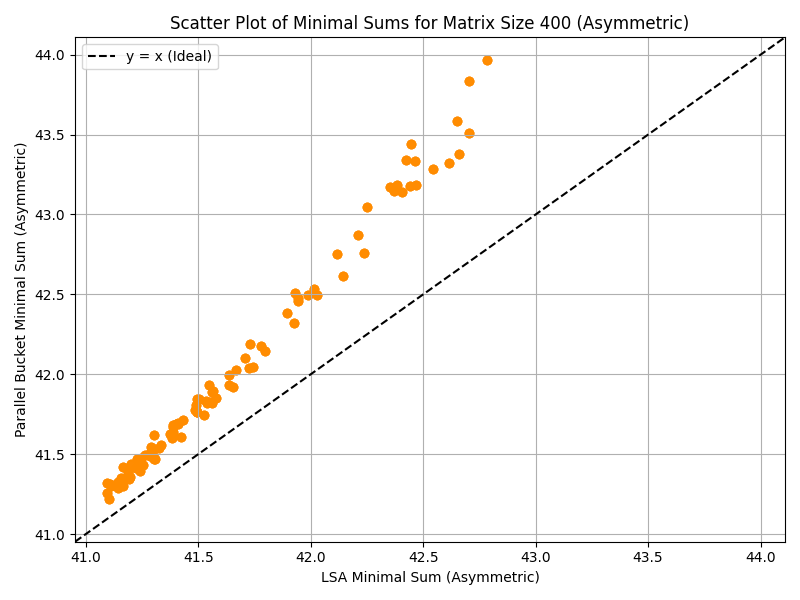 Scatter Plot of Minimal Sums for Matrix Size 400 (Asymmetric)
y = x (Ideal)
Parallel Bucket Minimal Sum (Asymmetric)
44.0
43.5
43.0
42.5
42.0
41.5
41.0
41.0 41.5 42.0 42.5 43.0 43.5 44.0
LSA Minimal Sum (Asymmetric)